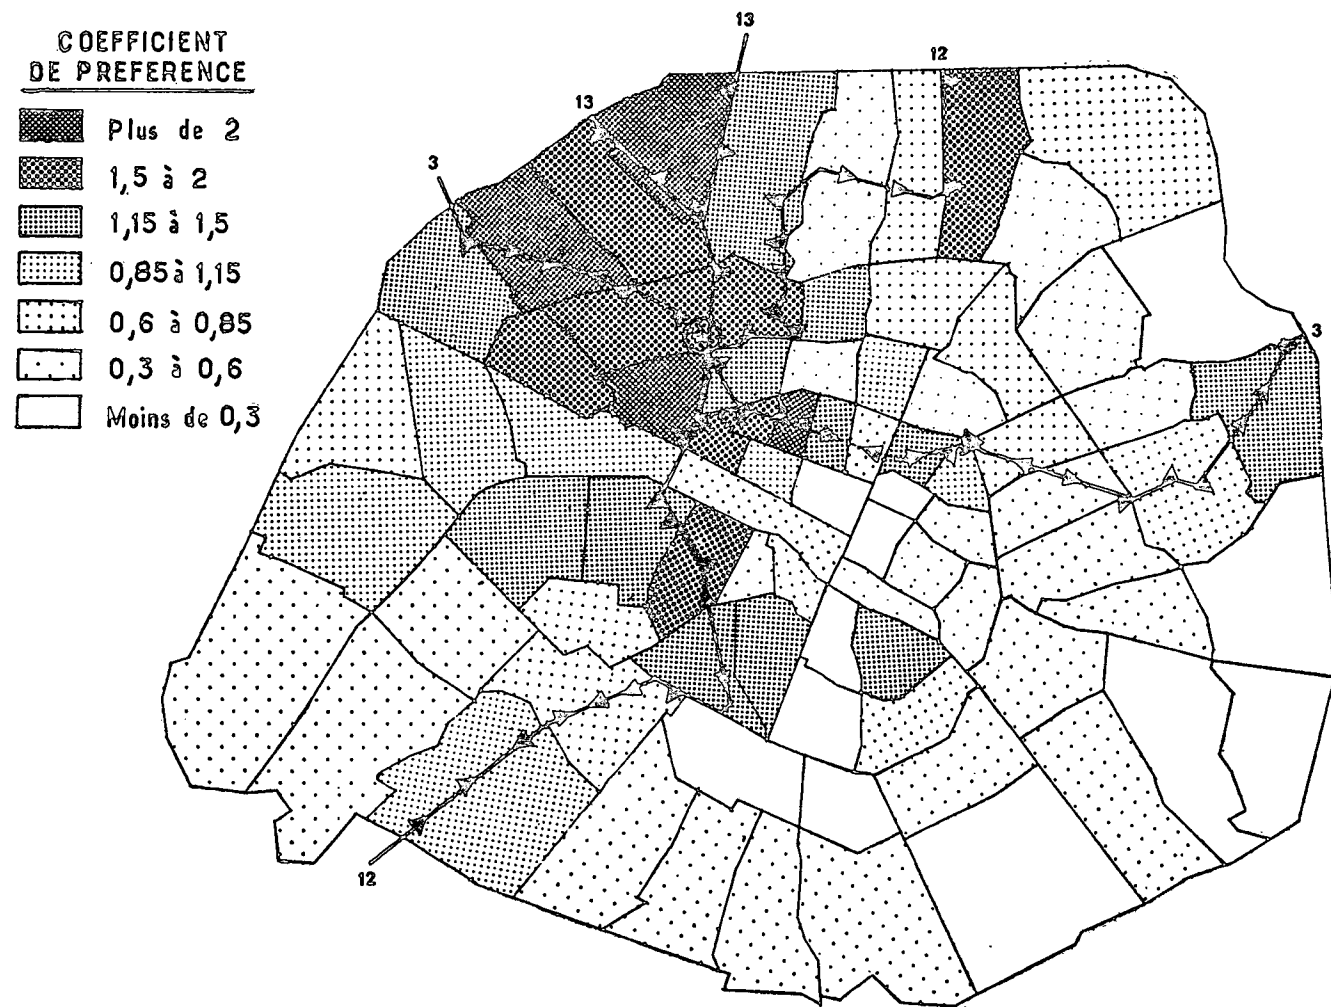 COEFFICIENT
DE PREFERENCE
Plus de 2
1,5 à 2
1,15 à 1,5
0,85 à 1,15
0,6 à 0,85
0,3 à 0,6
Moins de 0,3
13
12
13
3
3
12